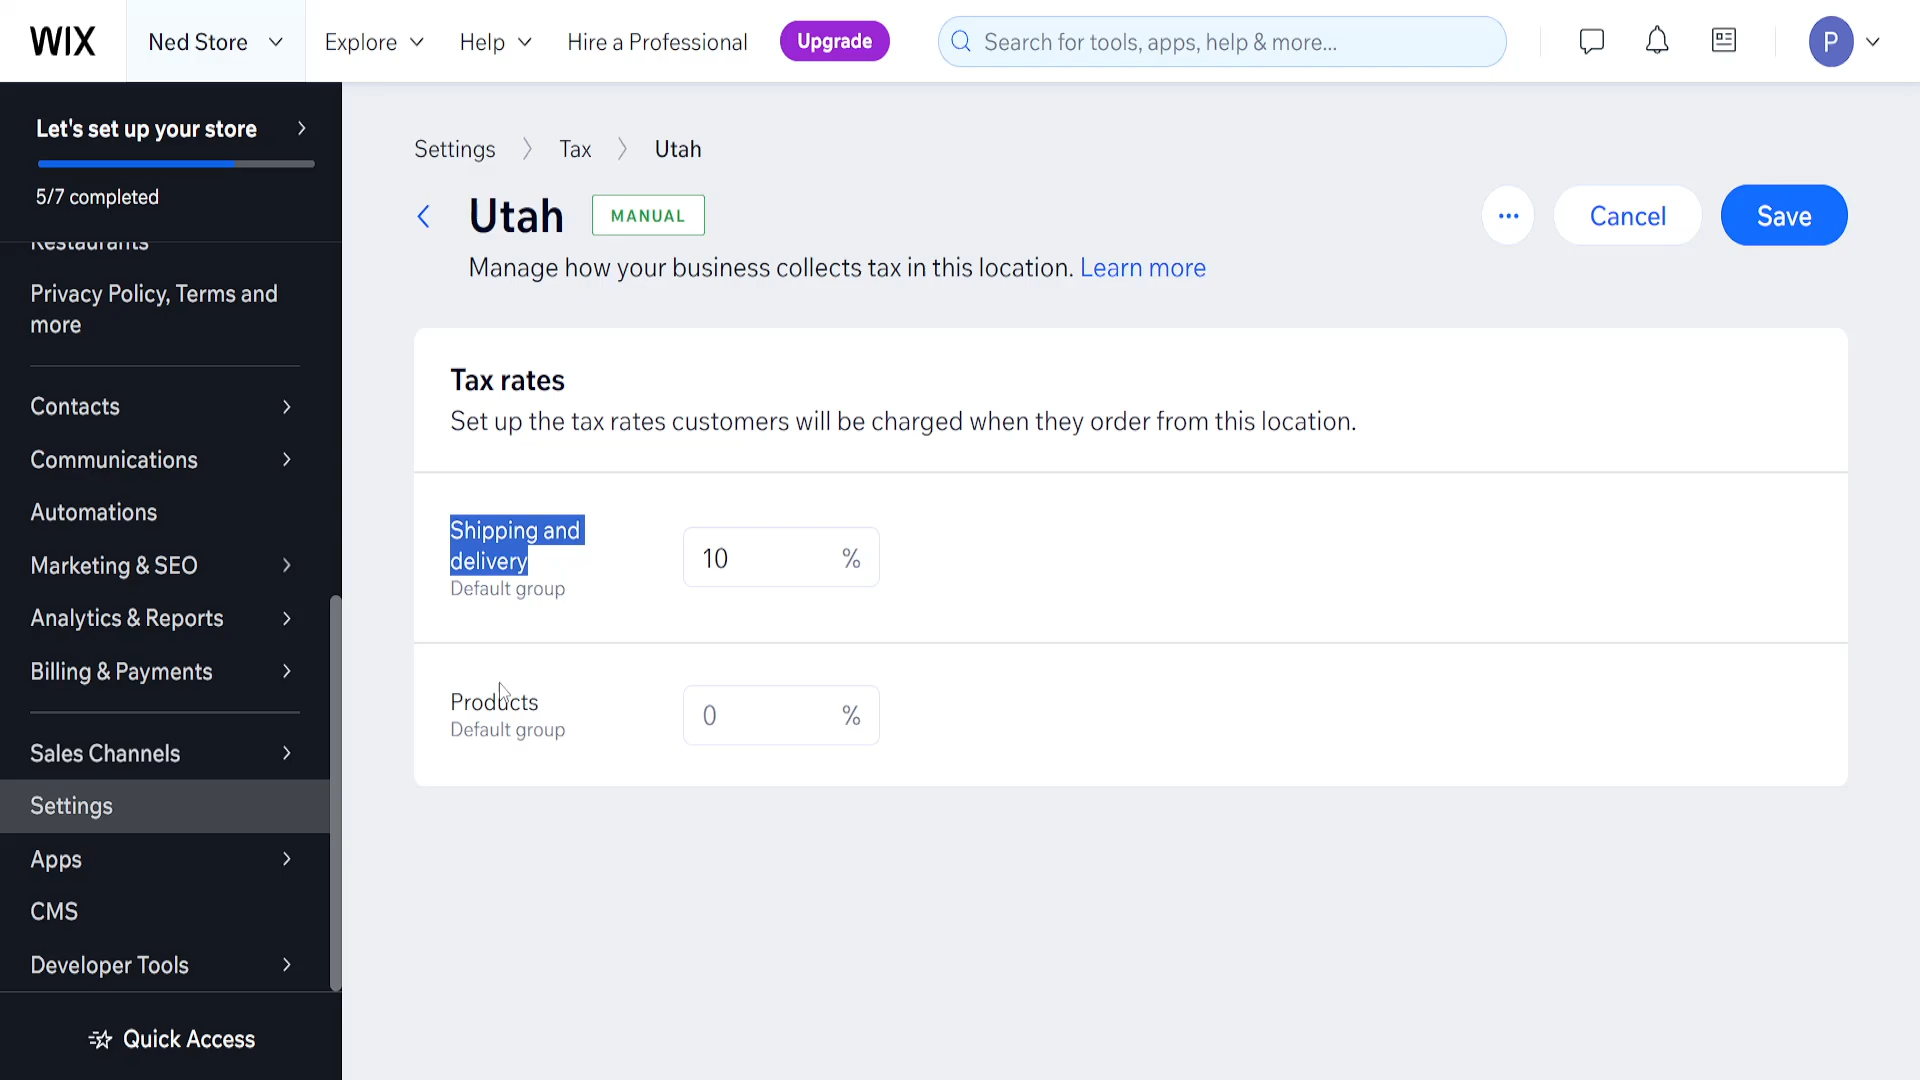 WIX
Ned Store
Explore
Help
Hire a Professional
Upgrade
Search for tools, apps, help & more...
P
Let's set up your store
5/7 completed
Restaurants
Privacy Policy, Terms and
more
Contacts
Communications
Automations
Marketing & SEO
Analytics & Reports
Billing & Payments
Sales Channels
Settings
Apps
CMS
Developer Tools
Quick Access
Settings
Tax
Utah
Utah
MANUAL
Manage how your business collects tax in this location. Learn more
Cancel
Save
Tax rates
Set up the tax rates customers will be charged when they order from this location.
Shipping and
delivery
Default group
10 %
Products
Default group
0 %